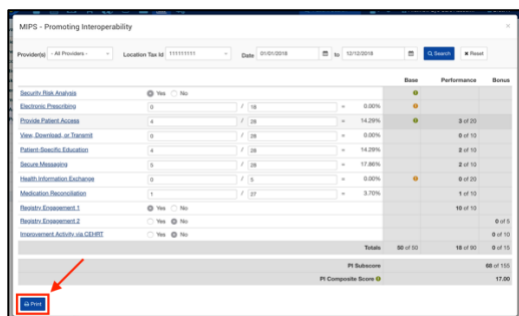 MIPS - Promoting Interoperability ×
Provider(s) - All Providers - Location Tax Id 111111111 Date 01/01/2018 to 12/12/2018 Search × Reset
Base Performance Bonus
Security Risk Analysis Yes No
Electronic Prescribing 0 / 18 = 0.00%
Provide Patient Access 4 / 28 = 14.29% 3 of 20
View, Download, or Transmit 0 / 28 = 0.00% 0 of 10
Patient-Specific Education 4 / 28 = 14.29% 2 of 10
Secure Messaging 5 / 28 = 17.86% 2 of 10
Health Information Exchange 0 / 5 = 0.00% 0 of 20
Medication Reconciliation 1 / 27 = 3.70% 1 of 10
Registry Engagement 1 Yes No 10 of 10
Registry Engagement 2 Yes No 0 of 5
Improvement Activity via CEHRT Yes No 0 of 10
Totals 50 of 50 18 of 90 0 of 15
PI Subscore 68 of 155
PI Composite Score 17.00
Print